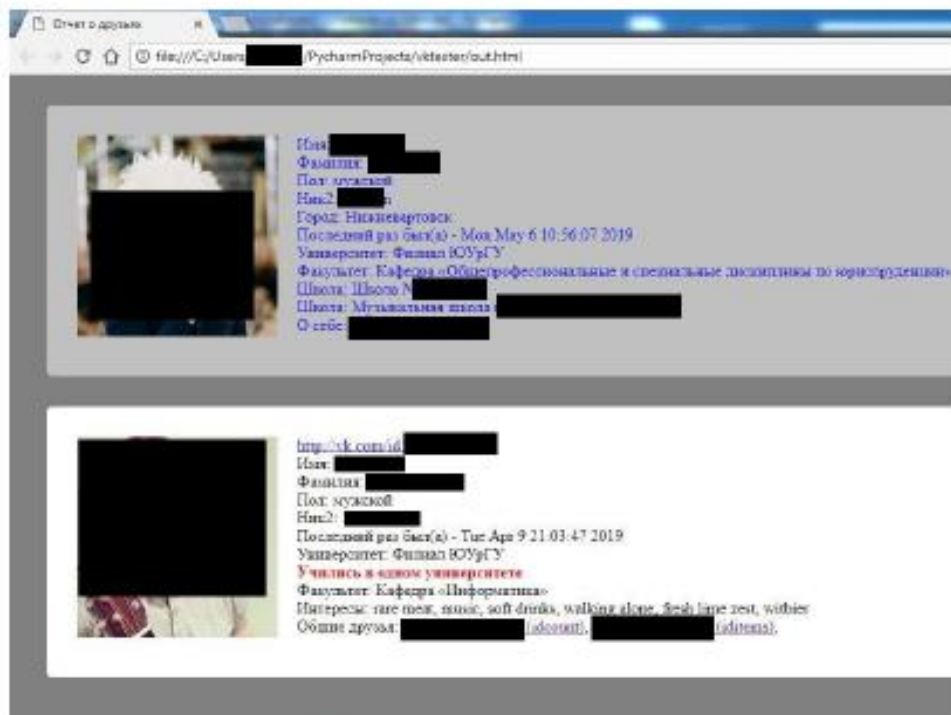 Отчет о друзьях
file:///C:/Users /PycharmProjects/vktester/out.html
Имя:
Фамилия:
Пол: мужской
Ник2: n
Город: Нижневартовск
Последний раз был(а) - Mon May 6 10:56:07 2019
Университет: Филиал ЮУрГУ
Факультет: Кафедра «Общепрофессиональные и специальные дисциплины по юриспруденции»
Школа: Школа №
Школа: Музыкальная школа
О себе:
http://vk.com/id
Имя:
Фамилия:
Пол: мужской
Ник2:
Последний раз был(а) - Tue Apr 9 21:03:47 2019
Университет: Филиал ЮУрГУ
Учились в одном университете
Факультет: Кафедра «Информатика»
Интересы: rare meat, music, soft drinks, walking alone, fresh lime zest, witbier
Общие друзья: (idcount), (iditems),